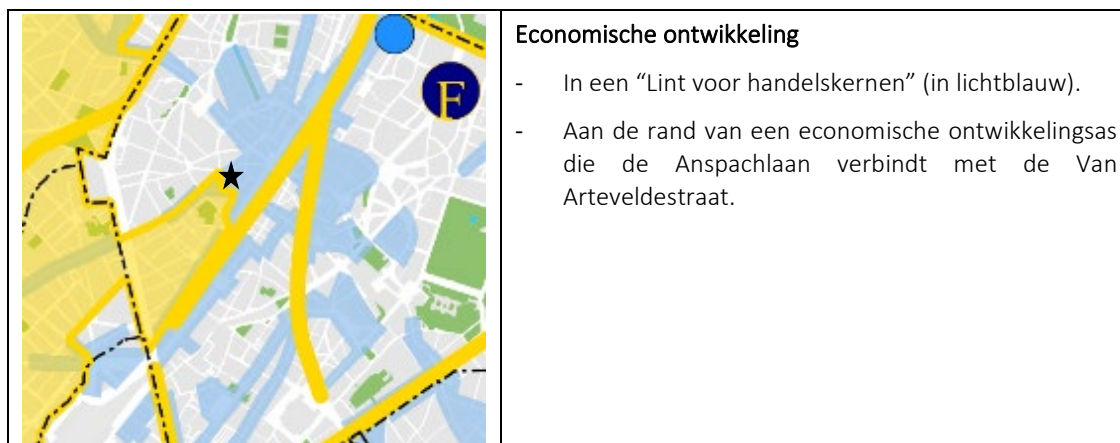 F
Economische ontwikkeling
- In een “Lint voor handelskernen” (in lichtblauw).
- Aan de rand van een economische ontwikkelingsas
die de Anspachlaan verbindt met de Van
Arteveldestraat.